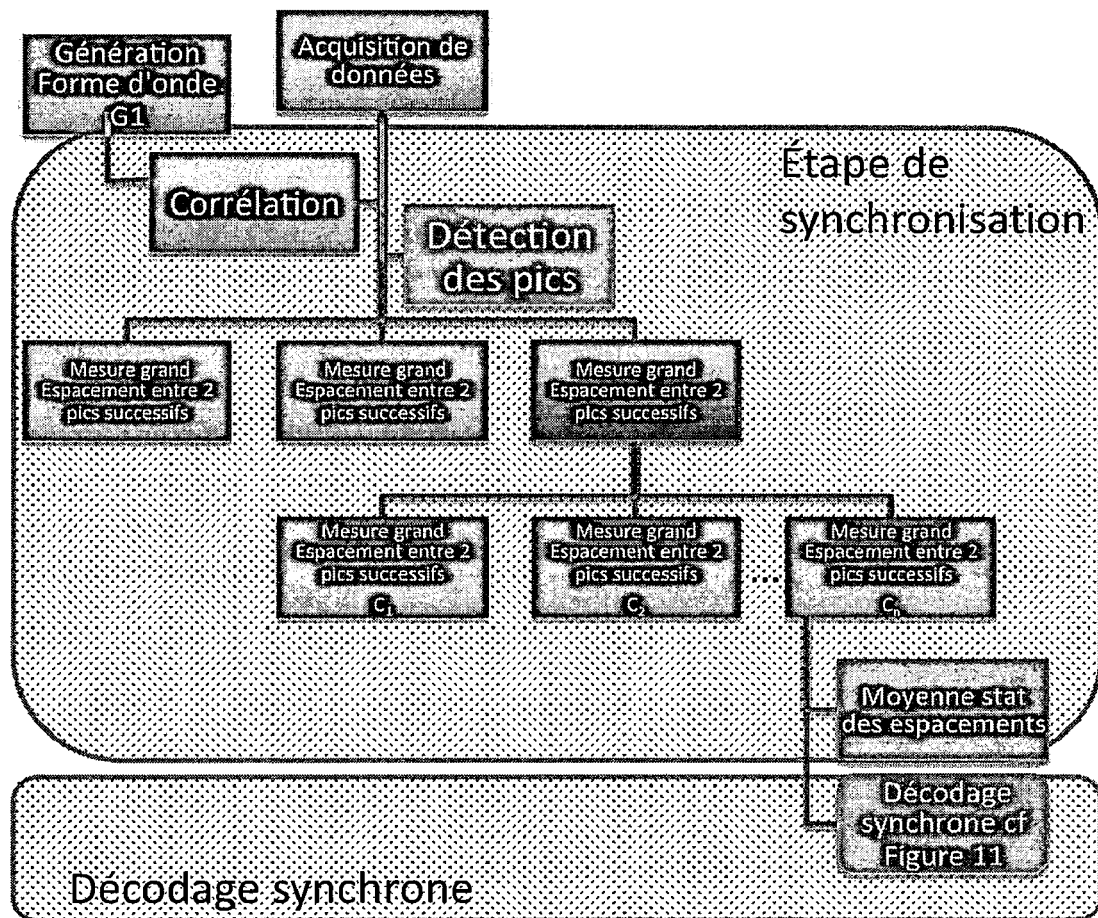 Génération
Forme d'onde
G1
Acquisition de
données
Étape de
synchronisation
Corrélation
Détection
des pics
Mesure grand
Espacement entre 2
pics successifs
Mesure grand
Espacement entre 2
pics successifs
Mesure grand
Espacement entre 2
pics successifs
Mesure grand
Espacement entre 2
pics successifs
C₁
Mesure grand
Espacement entre 2
pics successifs
...
Mesure grand
Espacement entre 2
pics successifs
Moyenne stat
des espacements
Décodage
synchrone cf
Figure 11
Décodage synchrone